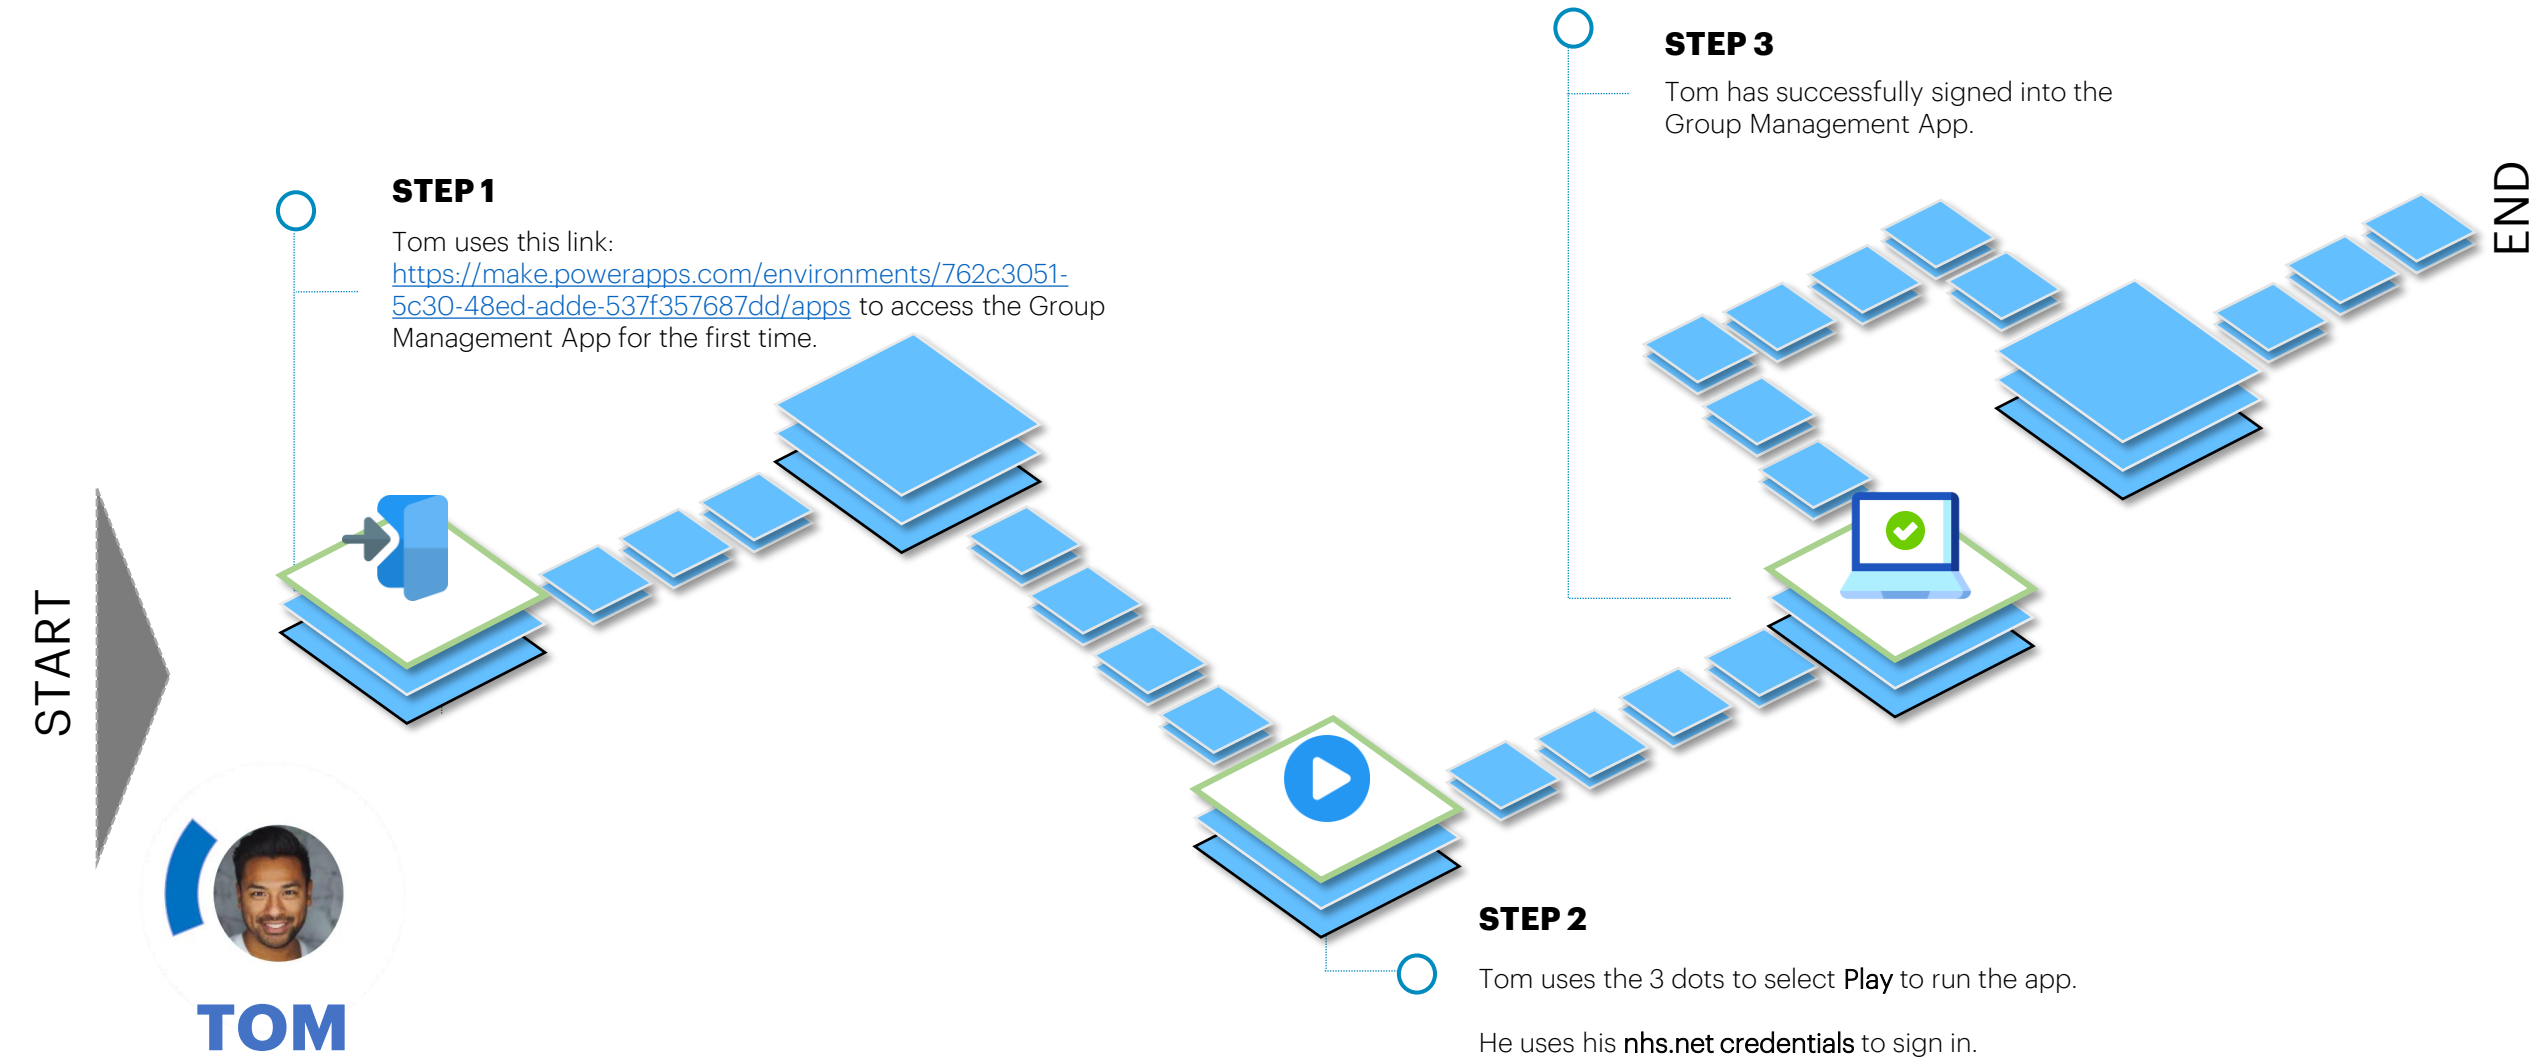 START
TOM
STEP 1
Tom uses this link:
https://make.powerapps.com/environments/762c3051-
5c30-48ed-adde-537f357687dd/apps to access the Group
Management App for the first time.
STEP 2
Tom uses the 3 dots to select Play to run the app.
He uses his nhs.net credentials to sign in.
STEP 3
Tom has successfully signed into the
Group Management App.
END